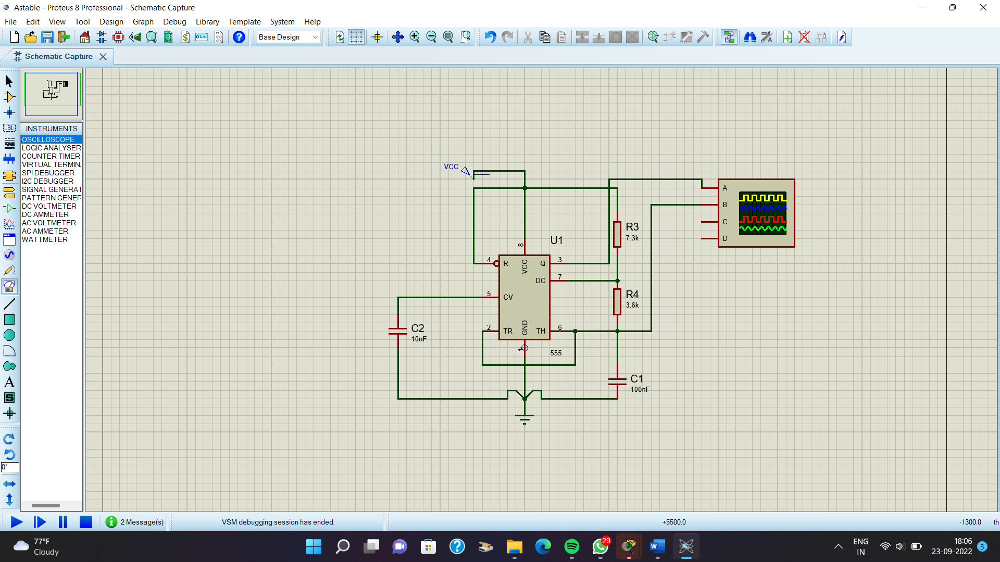 Astable - Proteus 8 Professional - Schematic Capture
File Edit View Tool Design Graph Debug Library Template System Help
$ 0101 ? Base Design
Schematic Capture
LBL
INSTRUMENTS
OSCILLOSCOPE
LOGIC ANALYSER
COUNTER TIMER
VIRTUAL TERMIN
SPI DEBUGGER
I2C DEBUGGER
SIGNAL GENERAT
PATTERN GENER
DC VOLTMETER
DC AMMETER
AC VOLTMETER
AC AMMETER
WATTMETER
A
S
0°
VCC
A
B
C
D
R3
7.3k
U1
8
4 R VCC Q 3
DC 7
R4
3.6k
5 CV
C2
10nF
2 TR GND TH 6
1
555
C1
100nF
2 Message(s) VSM debugging session has ended. +5500.0 -1300.0 th
77°F
Cloudy
29
W
ENG
IN
18:06
23-09-2022
3